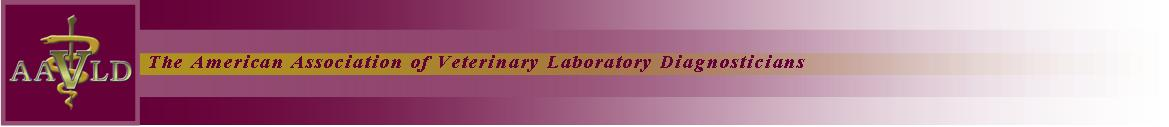 AAVLD
The American Association of Veterinary Laboratory Diagnosticians